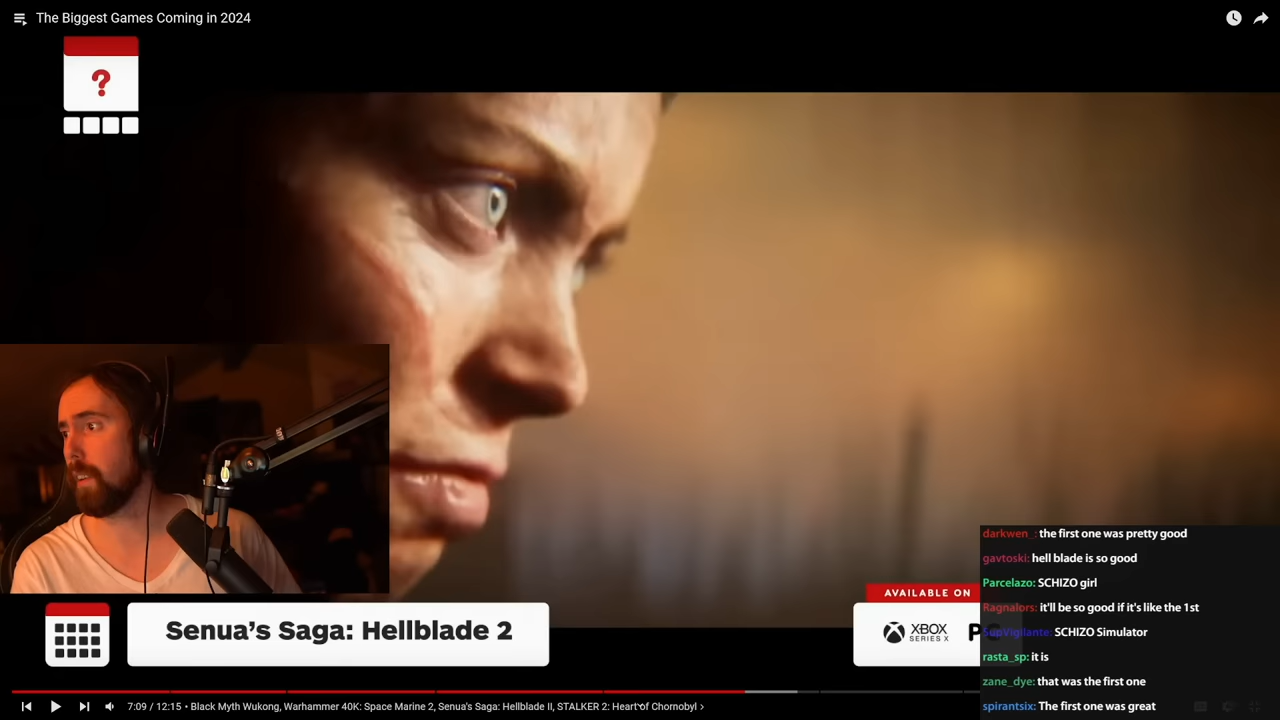 The Biggest Games Coming in 2024
?
Senua's Saga: Hellblade 2
AVAILABLE ON
XBOX
SERIES X
darkwen_: the first one was pretty good
gavtoski: hell blade is so good
Parcelazo: SCHIZO girl
Ragnalors: it'll be so good if it's like the 1st
SupVigilante: SCHIZO Simulator
rasta_sp: it is
zane_dye: that was the first one
spirantsix: The first one was great
7:09 / 12:15 • Black Myth Wukong, Warhammer 40K: Space Marine 2, Senua's Saga: Hellblade II, STALKER 2: Heart of Chornobyl >